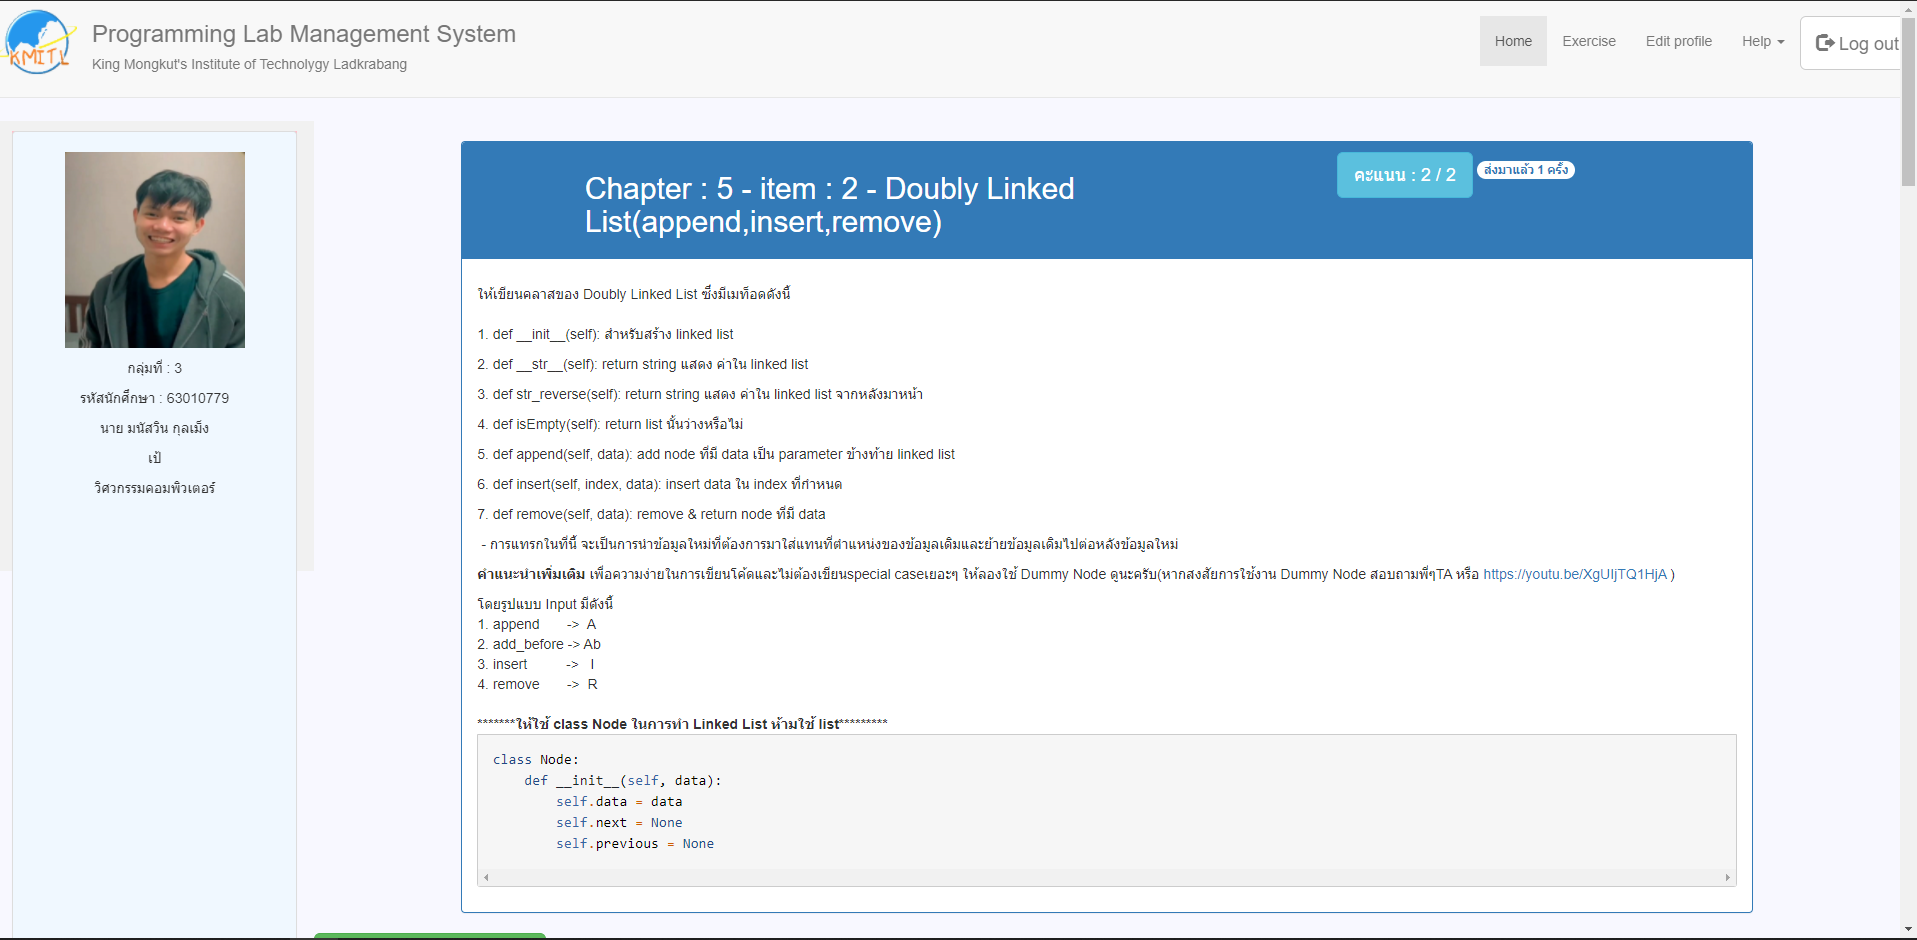 KMITL
Programming Lab Management System
King Mongkut's Institute of Technolygy Ladkrabang
Home
Exercise
Edit profile
Help
Log out
กลุ่มที่ : 3
รหัสนักศึกษา : 63010779
นาย มนัสวิน กุลเม็ง
เป้
วิศวกรรมคอมพิวเตอร์
Chapter : 5 - item : 2 - Doubly Linked
List(append,insert,remove)
คะแนน : 2 / 2
ส่งมาแล้ว 1 ครั้ง
ให้เขียนคลาสของ Doubly Linked List ซึ่งมีเมท็อดดังนี้
1. def __init__(self): สำหรับสร้าง linked list
2. def __str__(self): return string แสดง ค่าใน linked list
3. def str_reverse(self): return string แสดง ค่าใน linked list จากหลังมาหน้า
4. def isEmpty(self): return list นั้นว่างหรือไม่
5. def append(self, data): add node ที่มี data เป็น parameter ข้างท้าย linked list
6. def insert(self, index, data): insert data ใน index ที่กำหนด
7. def remove(self, data): remove & return node ที่มี data
- การแทรกในที่นี้ จะเป็นการนำข้อมูลใหม่ที่ต้องการมาใส่แทนที่ตำแหน่งของข้อมูลเดิมและย้ายข้อมูลเดิมไปต่อหลังข้อมูลใหม่
คำแนะนำเพิ่มเติม เพื่อความง่ายในการเขียนโค้ดและไม่ต้องเขียนspecial caseเยอะๆ ให้ลองใช้ Dummy Node ดูนะครับ(หากสงสัยการใช้งาน Dummy Node สอบถามพี่ๆTA หรือ https://youtu.be/XgUIjTQ1HjA )
โดยรูปแบบ Input มีดังนี้
1. append -> A
2. add_before -> Ab
3. insert -> I
4. remove -> R
*******ให้ใช้ class Node ในการทำ Linked List ห้ามใช้ list*********
class Node:
def __init__(self, data):
self.data = data
self.next = None
self.previous = None